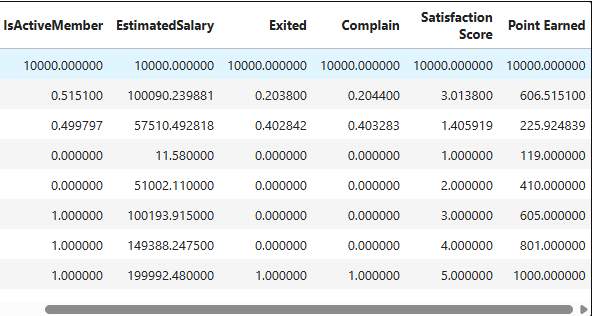 IsActiveMember EstimatedSalary Exited Complain Satisfaction Score Point Earned
10000.000000 10000.000000 10000.000000 10000.000000 10000.000000 10000.000000
0.515100 100090.239881 0.203800 0.204400 3.013800 606.515100
0.499797 57510.492818 0.402842 0.403283 1.405919 225.924839
0.000000 11.580000 0.000000 0.000000 1.000000 119.000000
0.000000 51002.110000 0.000000 0.000000 2.000000 410.000000
1.000000 100193.915000 0.000000 0.000000 3.000000 605.000000
1.000000 149388.247500 0.000000 0.000000 4.000000 801.000000
1.000000 199992.480000 1.000000 1.000000 5.000000 1000.000000